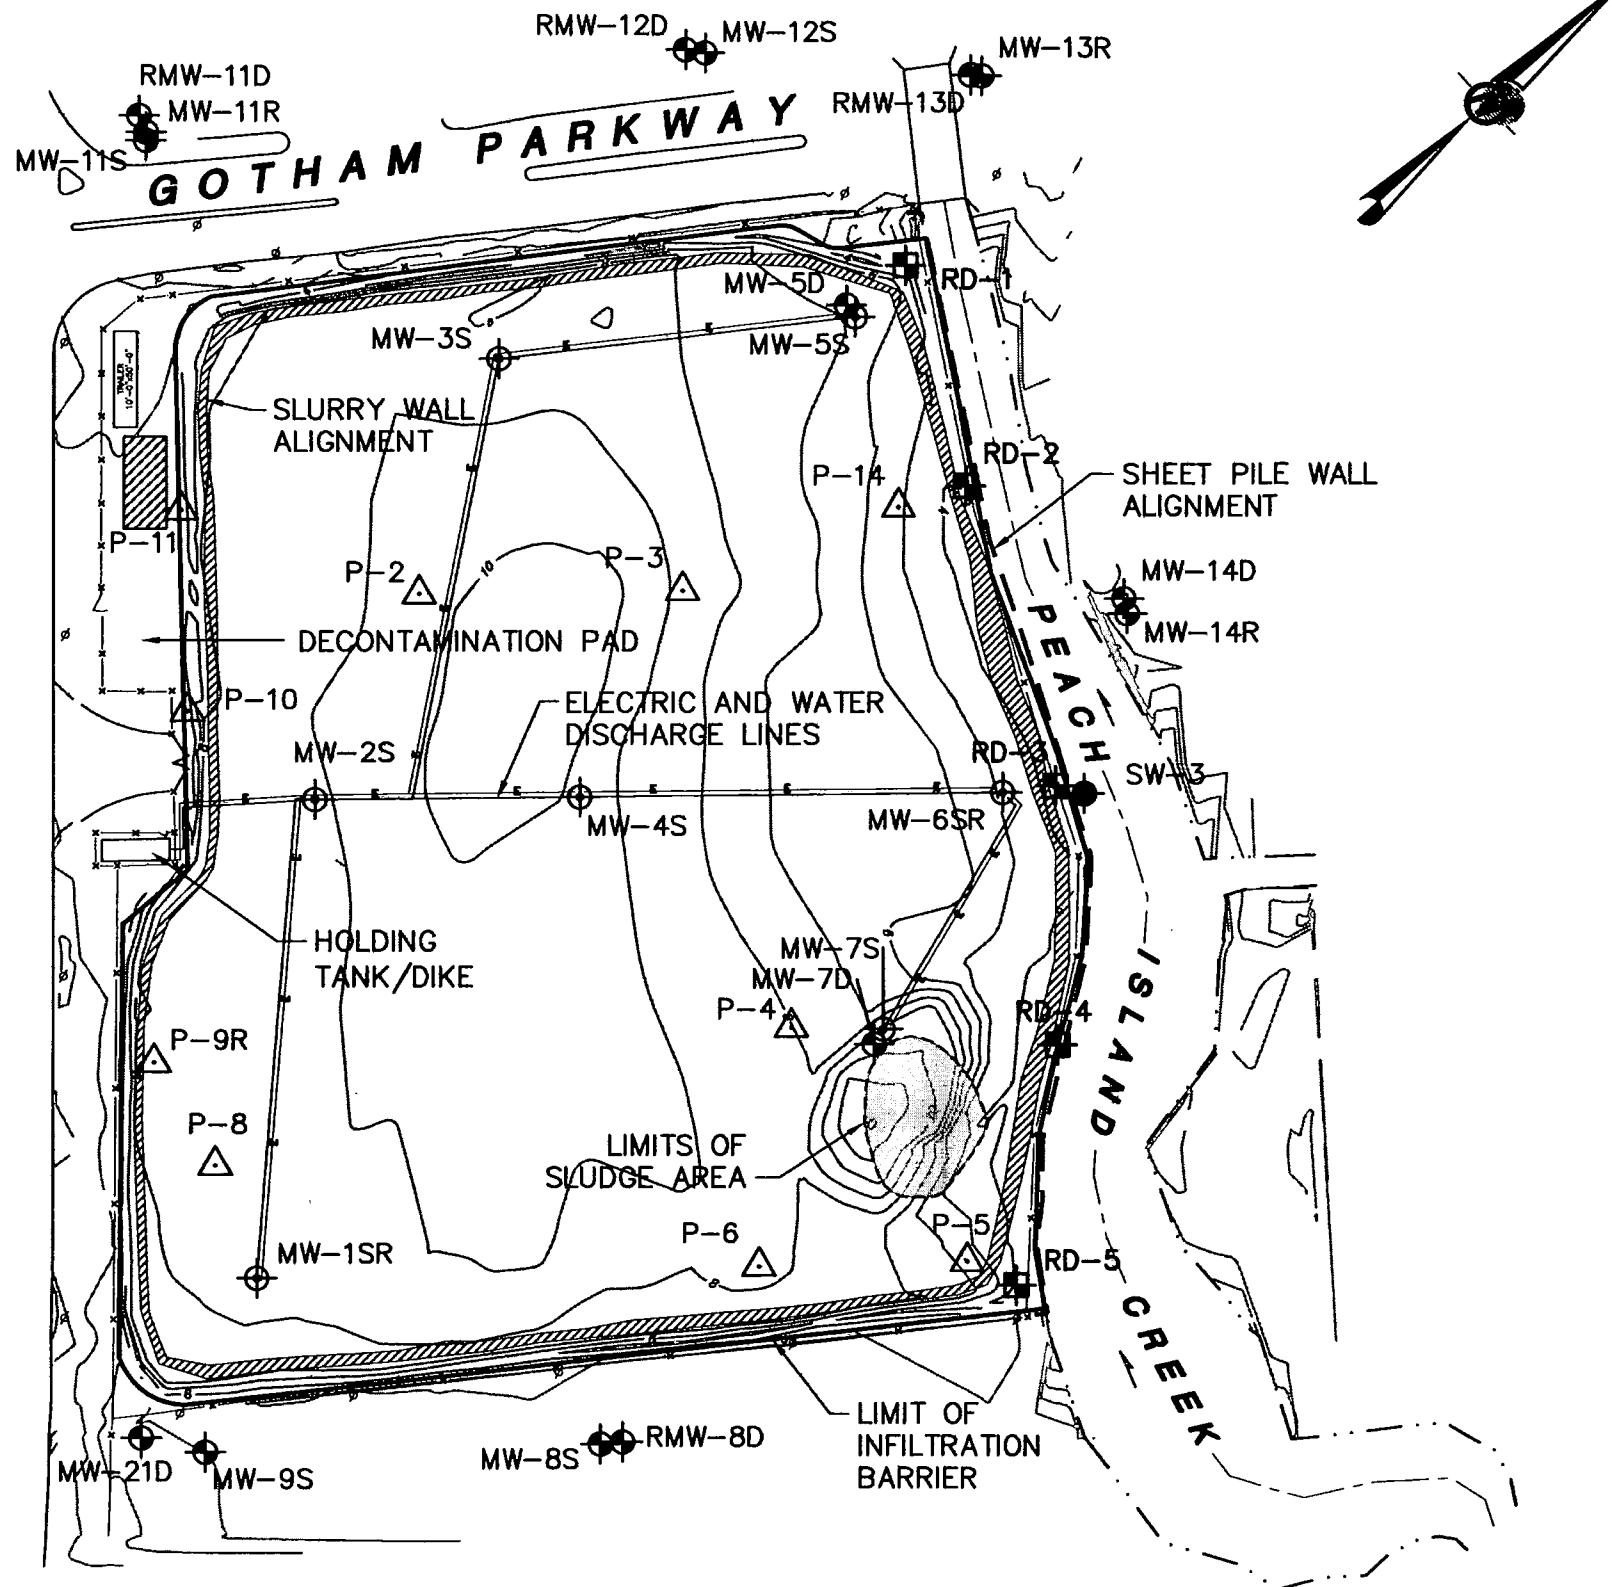 RMW-12D
MW-12S
MW-13R
RMW-13D
RMW-11D
MW-11R
MW-11S
GOTHAM PARKWAY
MW-5D
RD-1
MW-3S
MW-5S
TRAILER
SLURRY WALL
ALIGNMENT
RD-2
P-14
SHEET PILE WALL
ALIGNMENT
P-11
P-2
10
P-3
MW-14D
MW-14R
DECONTAMINATION PAD
P-10
ELECTRIC AND WATER
DISCHARGE LINES
MW-2S
RD-3
SW-3
MW-4S
MW-6SR
HOLDING
TANK/DIKE
MW-7S
MW-7D
P-4
RD-4
P-9R
P-8
LIMITS OF
SLUDGE AREA
P-6
P-5
MW-1SR
RD-5
PEACH ISLAND CREEK
LIMIT OF
INFILTRATION
BARRIER
MW-21D
MW-9S
MW-8S
RMW-8D